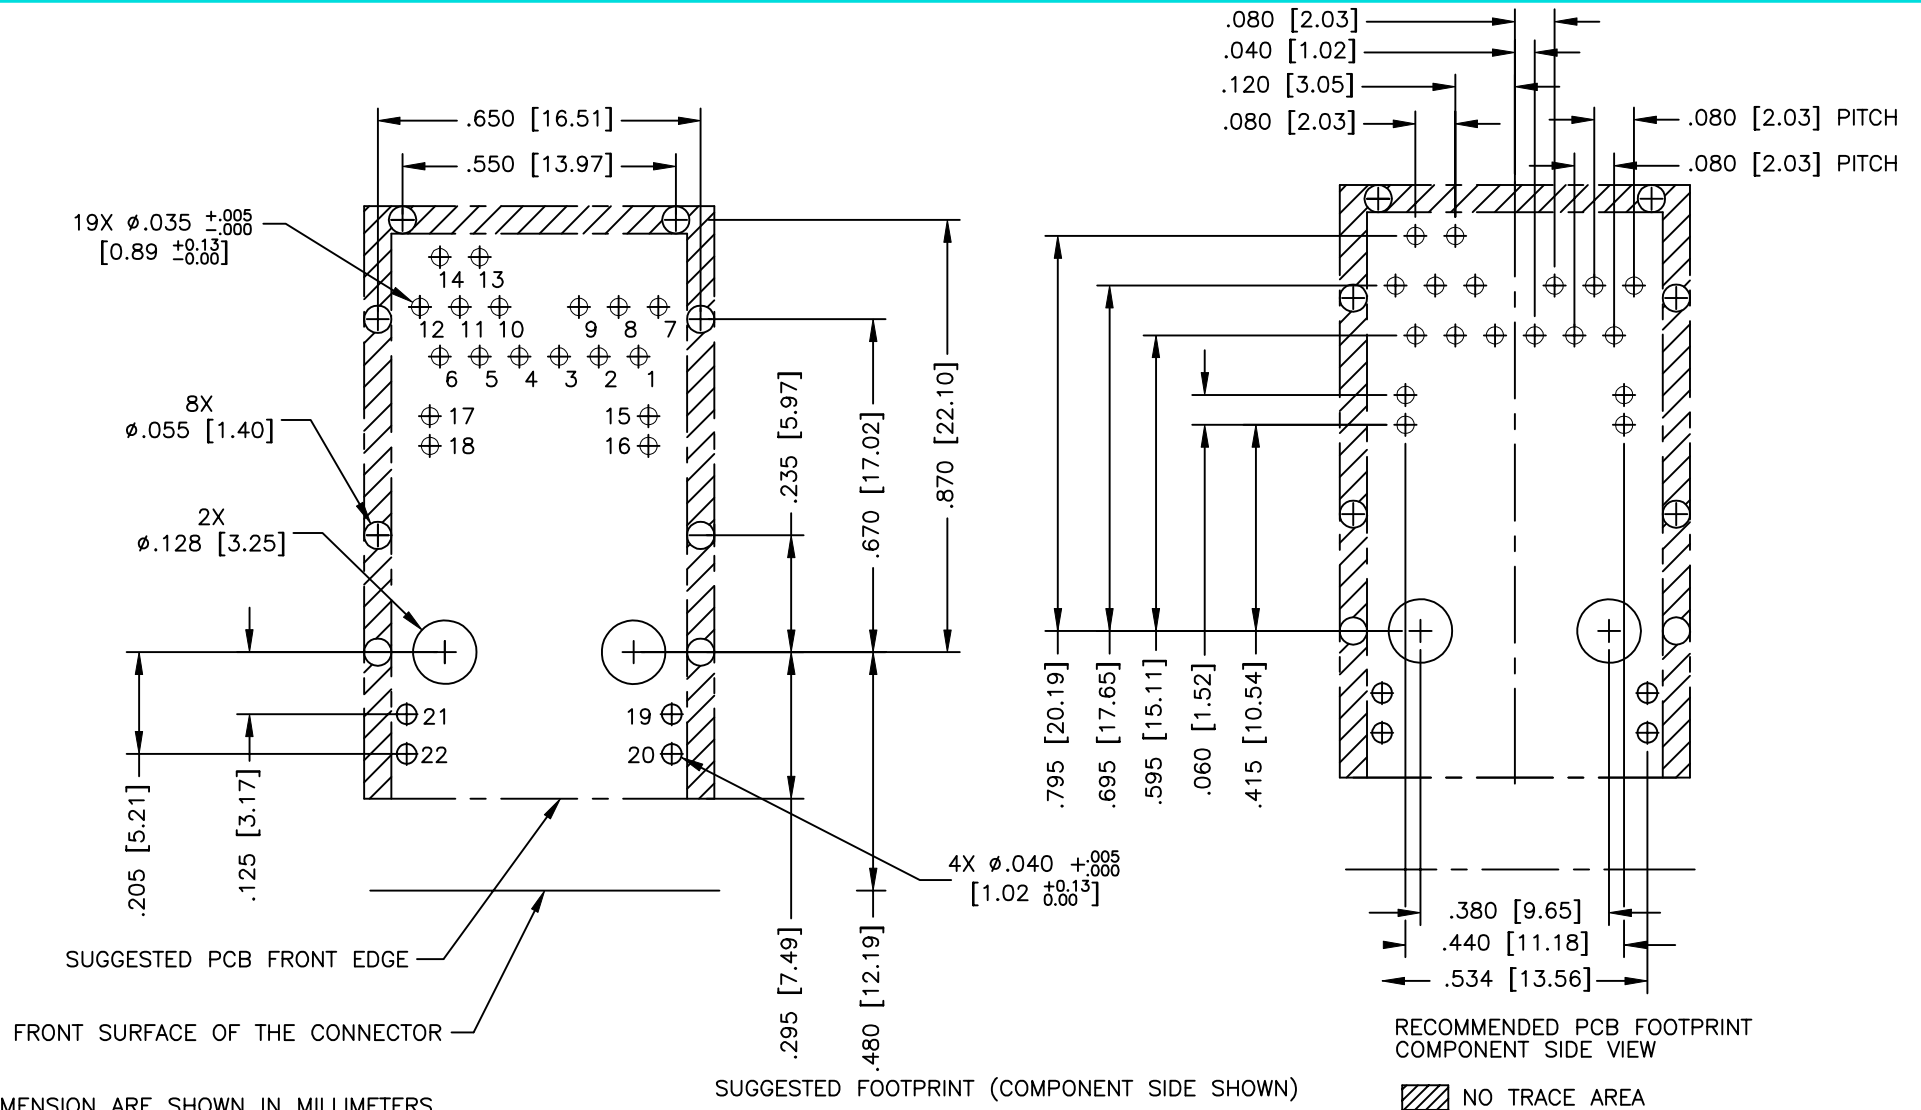 .080 [2.03]
.040 [1.02]
.120 [3.05]
.080 [2.03]
.080 [2.03] PITCH
.080 [2.03] PITCH
.650 [16.51]
.550 [13.97]
19X ⌀.035 +.005 -.000
[0.89 +0.13 -0.00]
14 13
12 11 10 9 8 7
6 5 4 3 2 1
17 15
18 16
8X
⌀.055 [1.40]
2X
⌀.128 [3.25]
21 19
22 20
.235 [5.97]
.670 [17.02]
.870 [22.10]
.205 [5.21]
.125 [3.17]
.295 [7.49]
.480 [12.19]
4X ⌀.040 +.005 .000
[1.02 +0.13 0.00]
SUGGESTED PCB FRONT EDGE
FRONT SURFACE OF THE CONNECTOR
SUGGESTED FOOTPRINT (COMPONENT SIDE SHOWN)
MENSION ARE SHOWN IN MILLIMETERS
.795 [20.19]
.695 [17.65]
.595 [15.11]
.060 [1.52]
.415 [10.54]
.380 [9.65]
.440 [11.18]
.534 [13.56]
RECOMMENDED PCB FOOTPRINT
COMPONENT SIDE VIEW
NO TRACE AREA